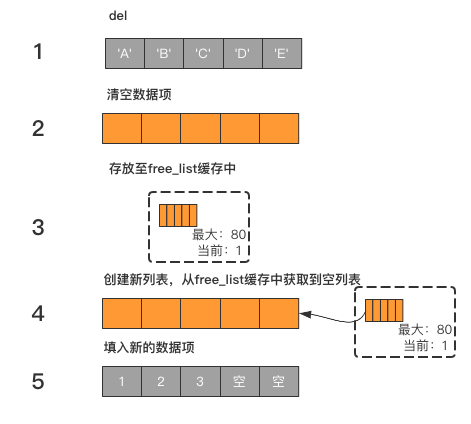 del
1
'A' 'B' 'C' 'D' 'E'
清空数据项
2
存放至free_list缓存中
3
最大：80
当前：1
创建新列表，从free_list缓存中获取到空列表
4
最大：80
当前：1
填入新的数据项
5
1 2 3 空 空